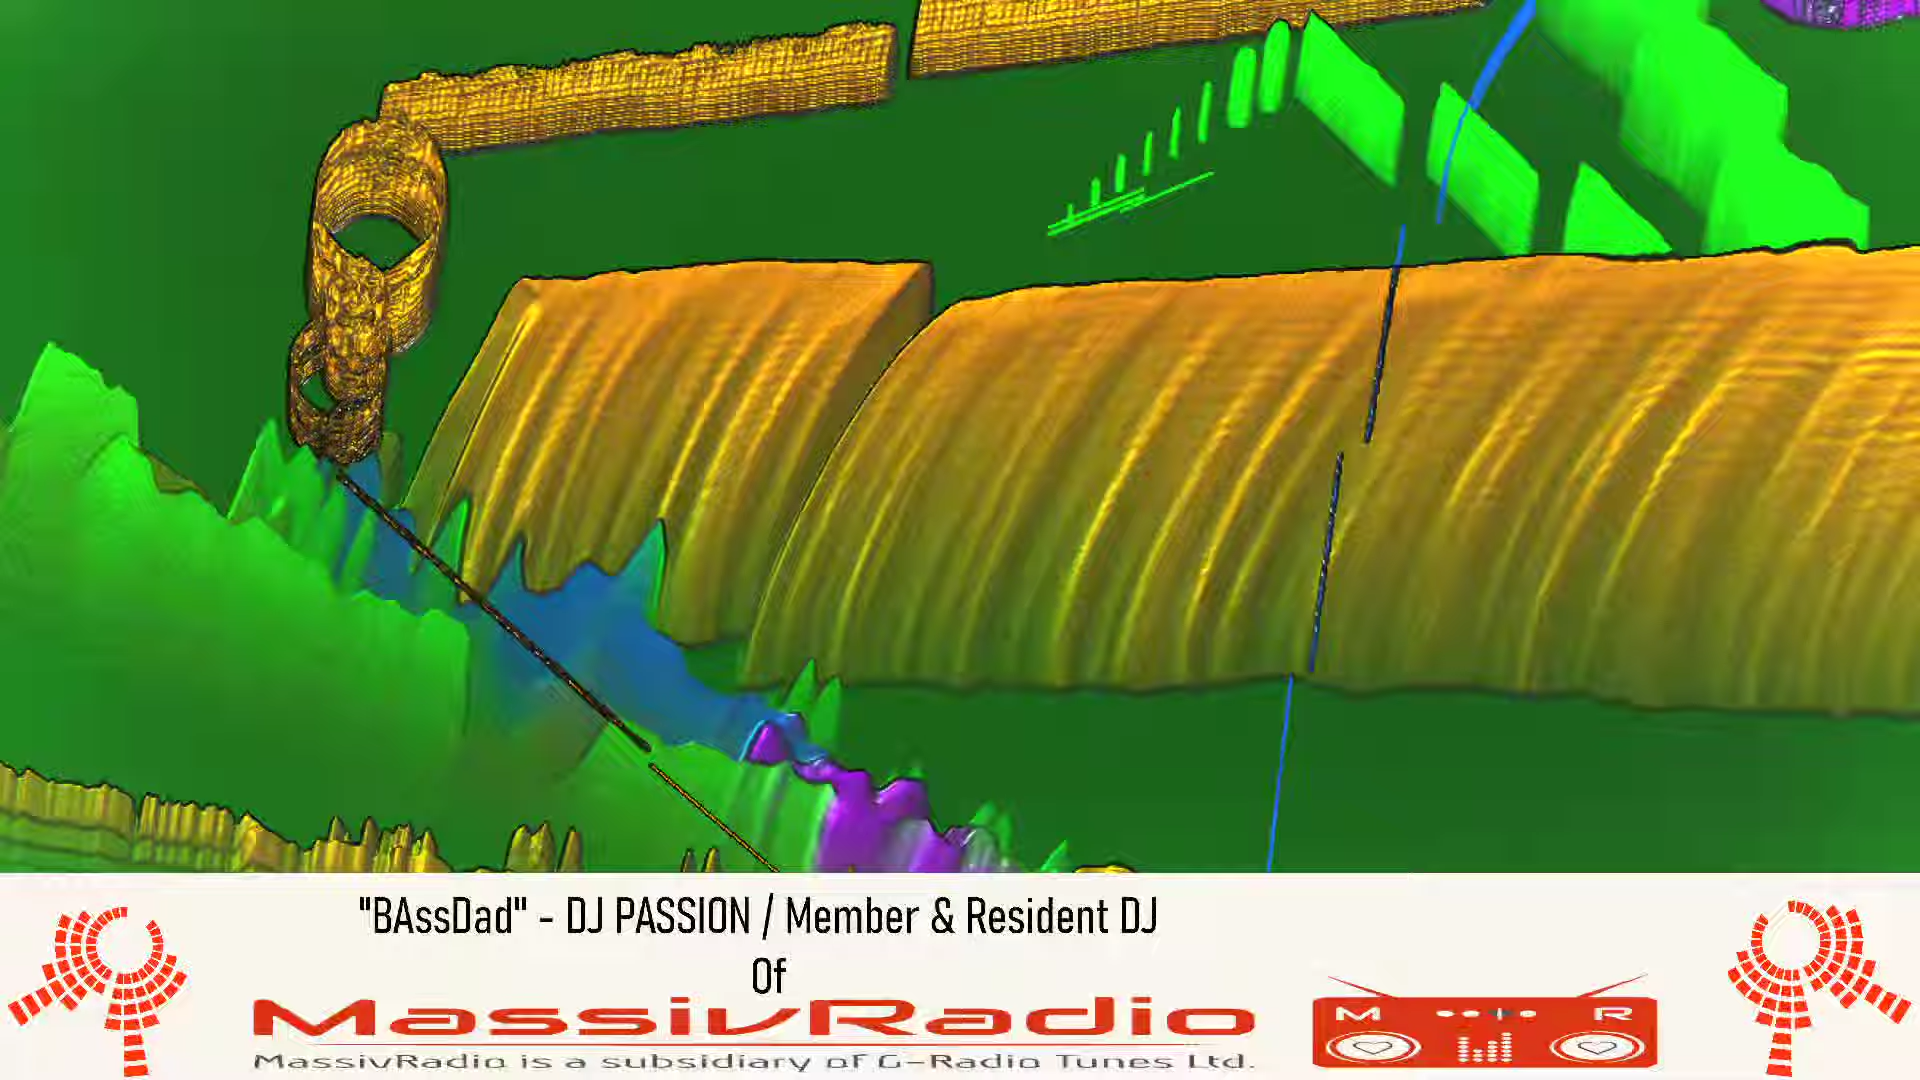 "BAssDad" - DJ PASSION / Member & Resident DJ
Of
MassivRadio
MassivRadio is a subsidiary of G-Radio Tunes Ltd.
M R